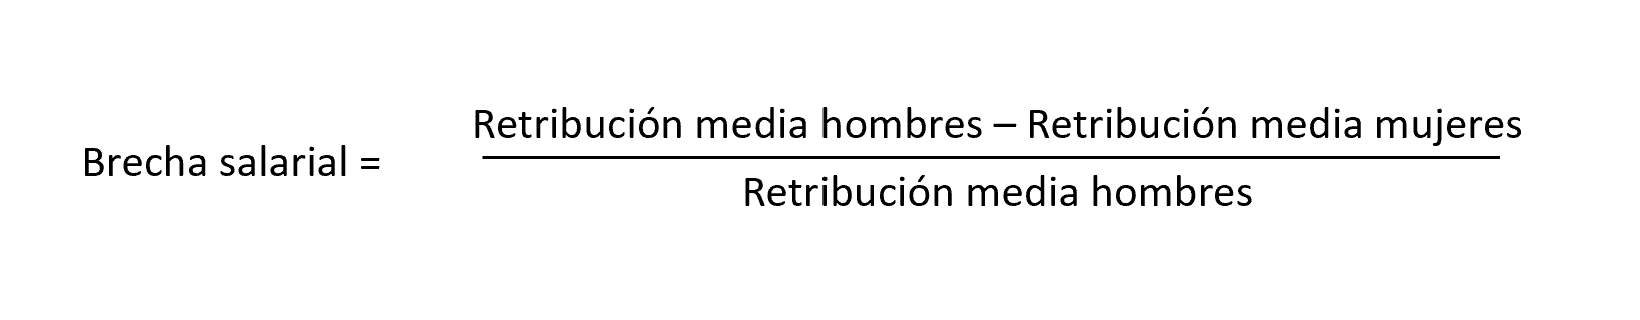 Retribución media hombres – Retribución media mujeres
Brecha salarial =
Retribución media hombres